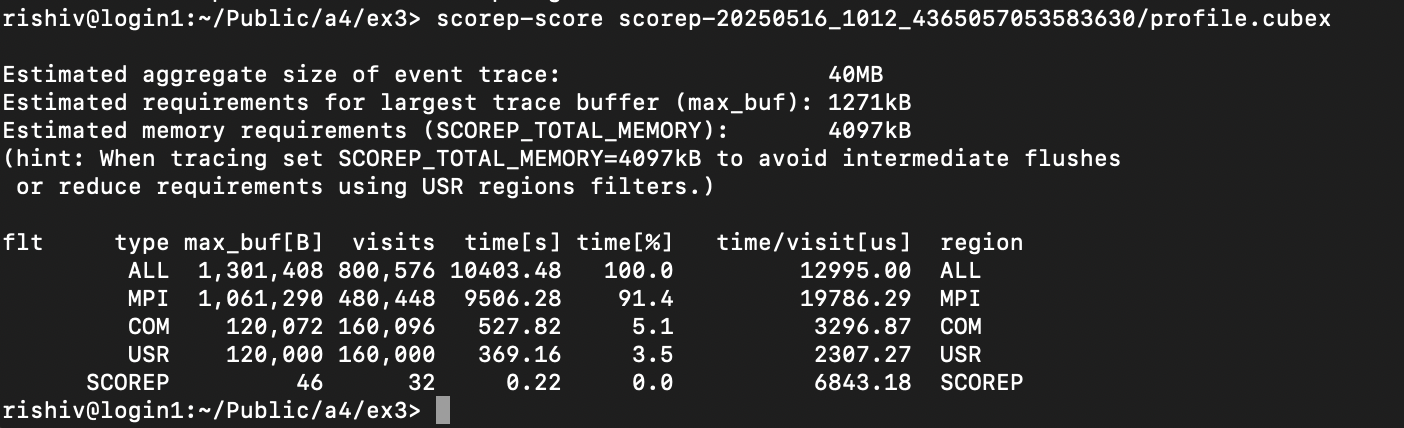 rishiv@login1:~/Public/a4/ex3> scorep-score scorep-20250516_1012_4365057053583630/profile.cubex
Estimated aggregate size of event trace: 40MB
Estimated requirements for largest trace buffer (max_buf): 1271kB
Estimated memory requirements (SCOREP_TOTAL_MEMORY): 4097kB
(hint: When tracing set SCOREP_TOTAL_MEMORY=4097kB to avoid intermediate flushes
or reduce requirements using USR regions filters.)
flt type max_buf[B] visits time[s] time[%] time/visit[us] region
ALL 1,301,408 800,576 10403.48 100.0 12995.00 ALL
MPI 1,061,290 480,448 9506.28 91.4 19786.29 MPI
COM 120,072 160,096 527.82 5.1 3296.87 COM
USR 120,000 160,000 369.16 3.5 2307.27 USR
SCOREP 46 32 0.22 0.0 6843.18 SCOREP
rishiv@login1:~/Public/a4/ex3>